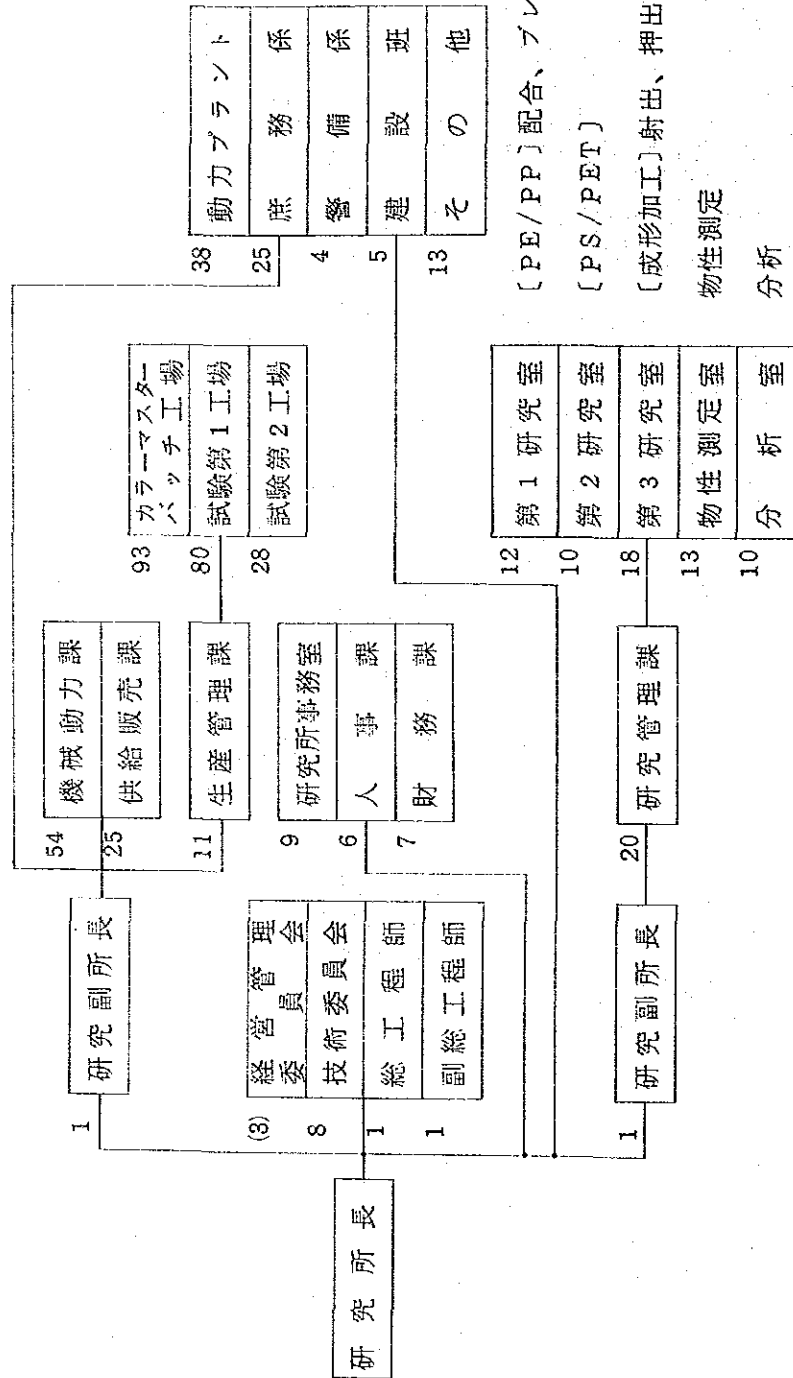 研究所長
1
研究副所長
(3)
経営管理
委員会
8
技術委員会
1
総工程師
1
副総工程師
1
研究副所長
54
機械動力課
25
供給販売課
11
生産管理課
9
研究所事務室
6
人事課
7
財務課
20
研究管理課
93
カラーマスター
バッチ工場
80
試験第1工場
28
試験第2工場
38
動力プラント
25
庶務係
4
警備係
5
建設班
13
その他
12
第1研究室
〔PE/PP〕配合、ブレ
10
第2研究室
〔PS/PET〕
18
第3研究室
〔成形加工〕射出、押出
13
物性測定室
物性測定
10
分析室
分析